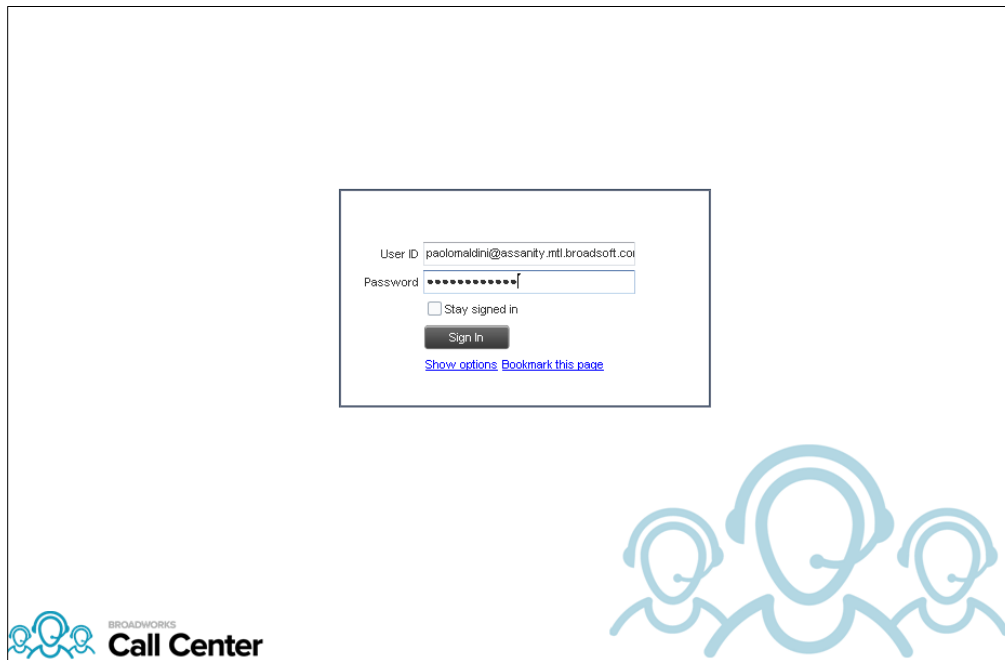 User ID paolomaldini@assanity.mtl.broadsoft.co
Password ••••••••••••
Stay signed in
Sign In
Show options Bookmark this page
BROADWORKS
Call Center